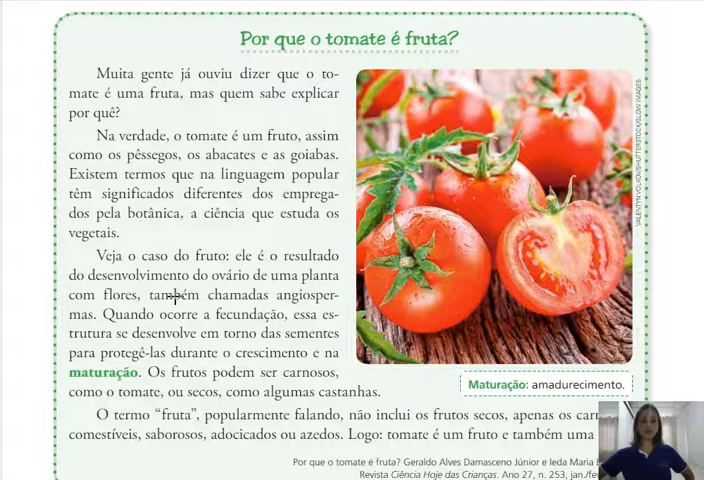 Por que o tomate é fruta?
Muita gente já ouviu dizer que o to-
mate é uma fruta, mas quem sabe explicar
por quê?
Na verdade, o tomate é um fruto, assim
como os pêssegos, os abacates e as goiabas.
Existem termos que na linguagem popular
têm significados diferentes dos emprega-
dos pela botânica, a ciência que estuda os
vegetais.
Veja o caso do fruto: ele é o resultado
do desenvolvimento do ovário de uma planta
com flores, também chamadas angiosper-
mas. Quando ocorre a fecundação, essa es-
trutura se desenvolve em torno das sementes
para protegê-las durante o crescimento e na
maturação. Os frutos podem ser carnosos,
como o tomate, ou secos, como algumas castanhas.
VALENTYN VOLKOV/SHUTTERSTOCK/GLOW IMAGES
Maturação: amadurecimento.
O termo “fruta”, popularmente falando, não inclui os frutos secos, apenas os
comestíveis, saborosos, adocicados ou azedos. Logo: tomate é um fruto e também uma
Por que o tomate é fruta? Geraldo Alves Damasceno Júnior e Ieda Maria
Revista Ciência Hoje das Crianças. Ano 27, n. 253,